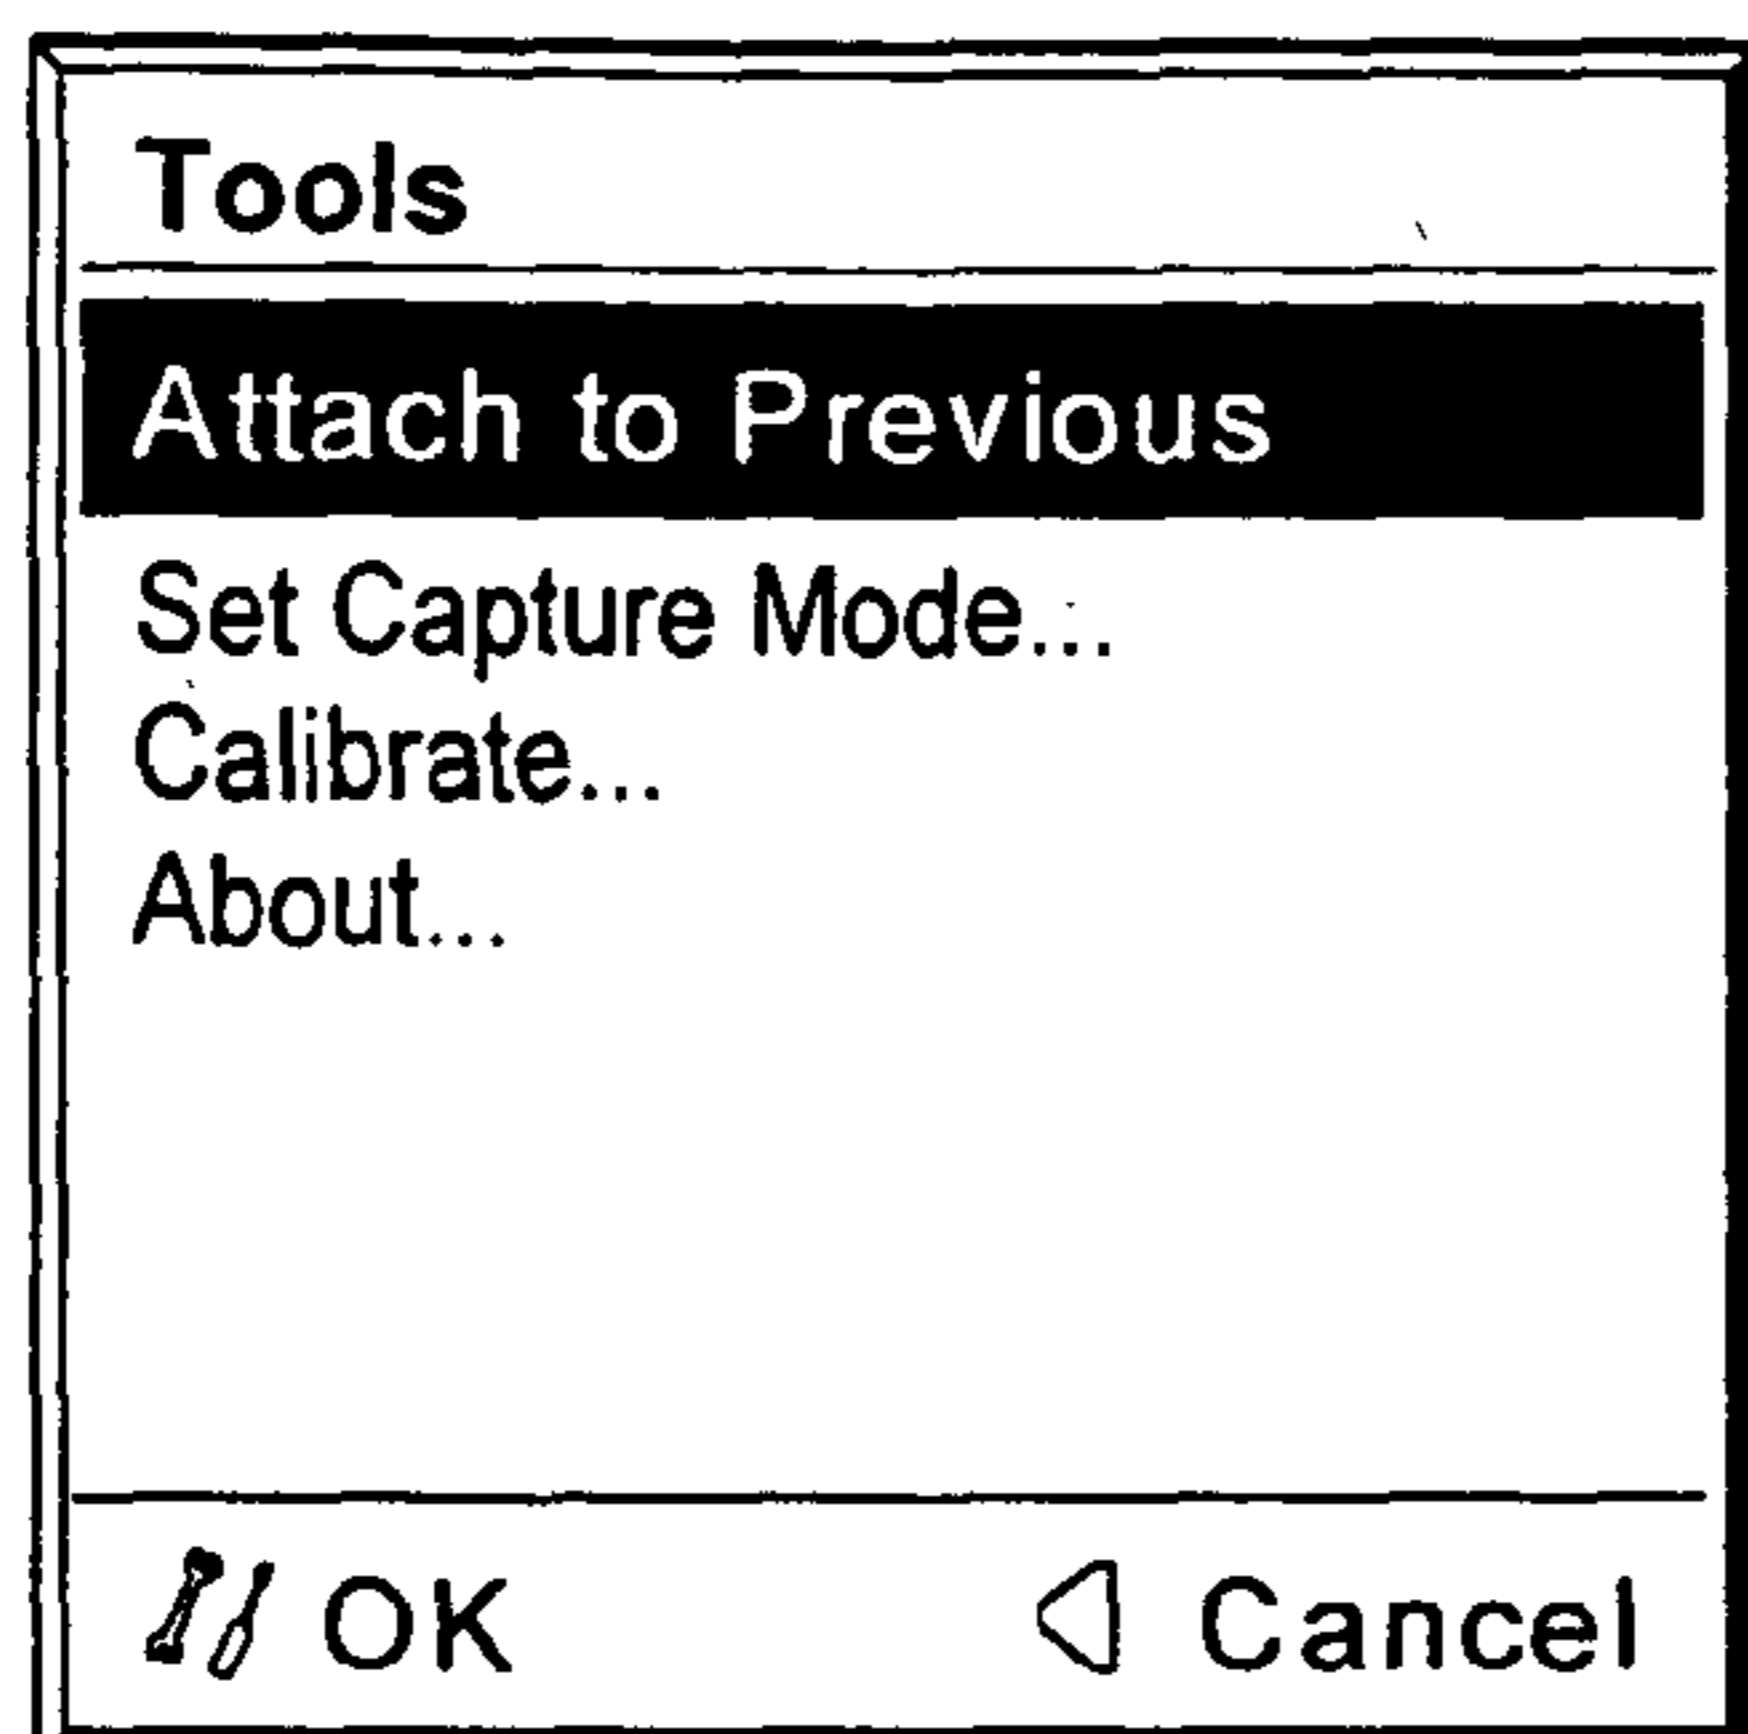 Tools
Attach to Previous
Set Capture Mode...
Calibrate...
About...
OK Cancel